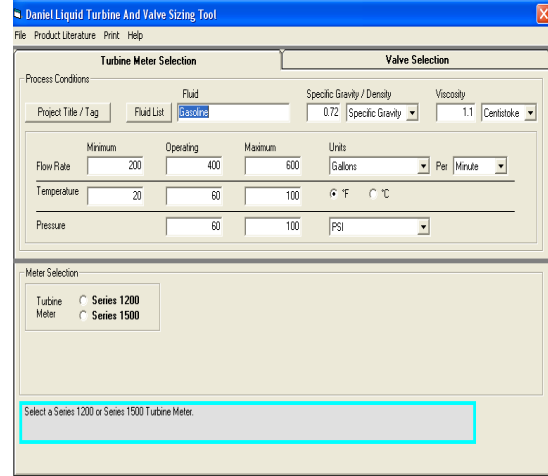 Daniel Liquid Turbine And Valve Sizing Tool
File Product Literature Print Help
Turbine Meter Selection Valve Selection
Process Conditions
Fluid Specific Gravity / Density Viscosity
Project Title / Tag Fluid List Gasoline 0.72 Specific Gravity 1.1 Centistoke
Minimum Operating Maximum Units
Flow Rate 200 400 600 Gallons Per Minute
Temperature 20 60 100 °F °C
Pressure 60 100 PSI
Meter Selection
Turbine Series 1200
Meter Series 1500
Select a Series 1200 or Series 1500 Turbine Meter.